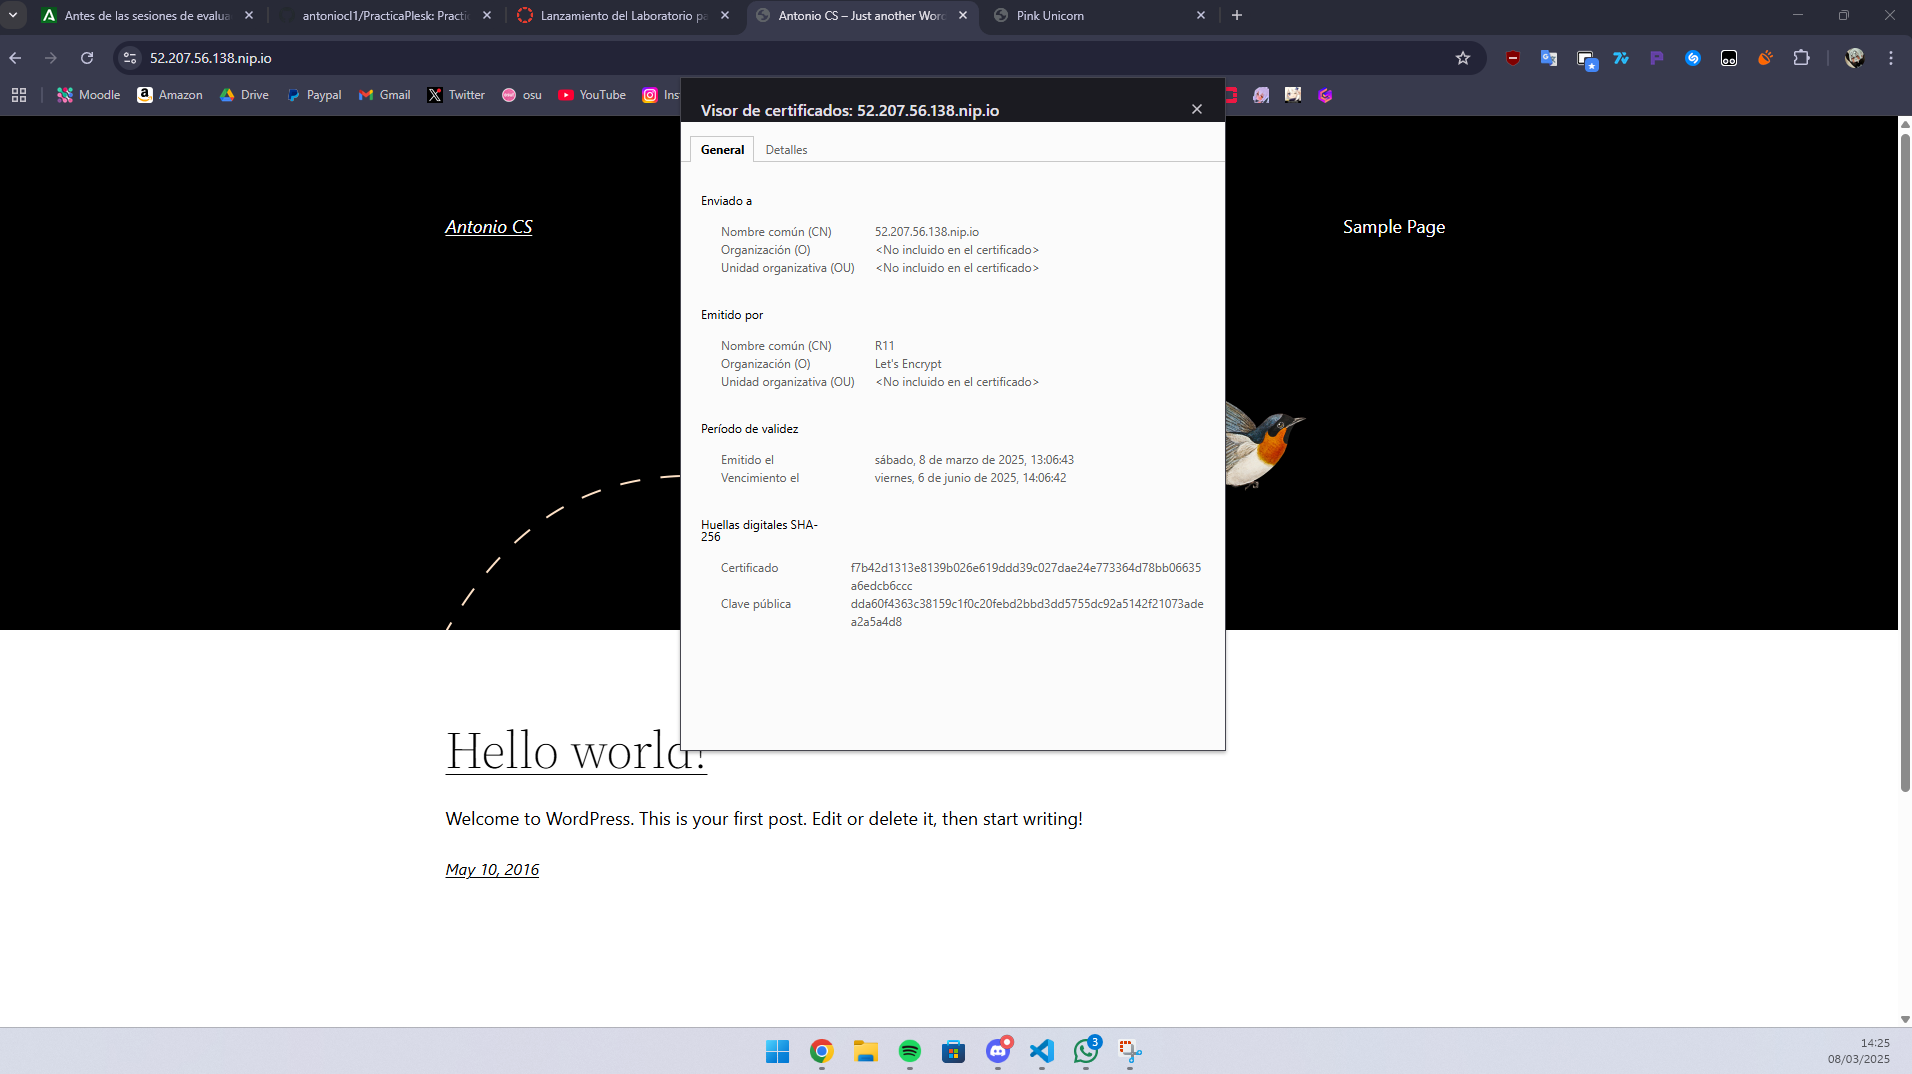 Antes de las sesiones de evalua
antoniocl1/PracticaPlesk: Practic
Lanzamiento del Laboratorio pa
Antonio CS – Just another Wor
Pink Unicorn
52.207.56.138.nip.io
Moodle
Amazon
Drive
Paypal
Gmail
Twitter
osu
YouTube
Ins
Visor de certificados: 52.207.56.138.nip.io
General
Detalles
Enviado a
Nombre común (CN) 52.207.56.138.nip.io
Organización (O) <No incluido en el certificado>
Unidad organizativa (OU) <No incluido en el certificado>
Emitido por
Nombre común (CN) R11
Organización (O) Let's Encrypt
Unidad organizativa (OU) <No incluido en el certificado>
Período de validez
Emitido el sábado, 8 de marzo de 2025, 13:06:43
Vencimiento el viernes, 6 de junio de 2025, 14:06:42
Huellas digitales SHA-
256
Certificado f7b42d1313e8139b026e619ddd39c027dae24e773364d78bb06635
a6edcb6ccc
Clave pública dda60f4363c38159c1f0c20febd2bbd3dd5755dc92a5142f21073ade
a2a5a4d8
Antonio CS
Sample Page
Hello world!
Welcome to WordPress. This is your first post. Edit or delete it, then start writing!
May 10, 2016
3
14:25
08/03/2025